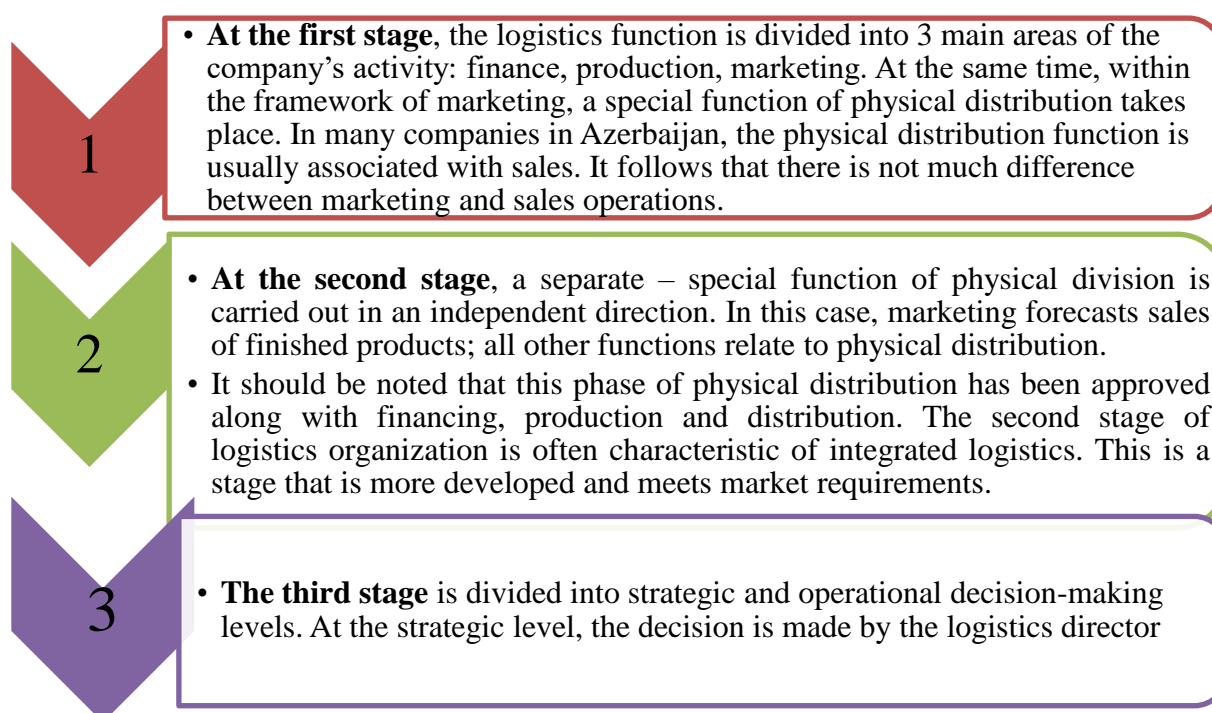 1
• At the first stage, the logistics function is divided into 3 main areas of the
company’s activity: finance, production, marketing. At the same time, within
the framework of marketing, a special function of physical distribution takes
place. In many companies in Azerbaijan, the physical distribution function is
usually associated with sales. It follows that there is not much difference
between marketing and sales operations.
2
• At the second stage, a separate – special function of physical division is
carried out in an independent direction. In this case, marketing forecasts sales
of finished products; all other functions relate to physical distribution.
• It should be noted that this phase of physical distribution has been approved
along with financing, production and distribution. The second stage of
logistics organization is often characteristic of integrated logistics. This is a
stage that is more developed and meets market requirements.
3
• The third stage is divided into strategic and operational decision-making
levels. At the strategic level, the decision is made by the logistics director